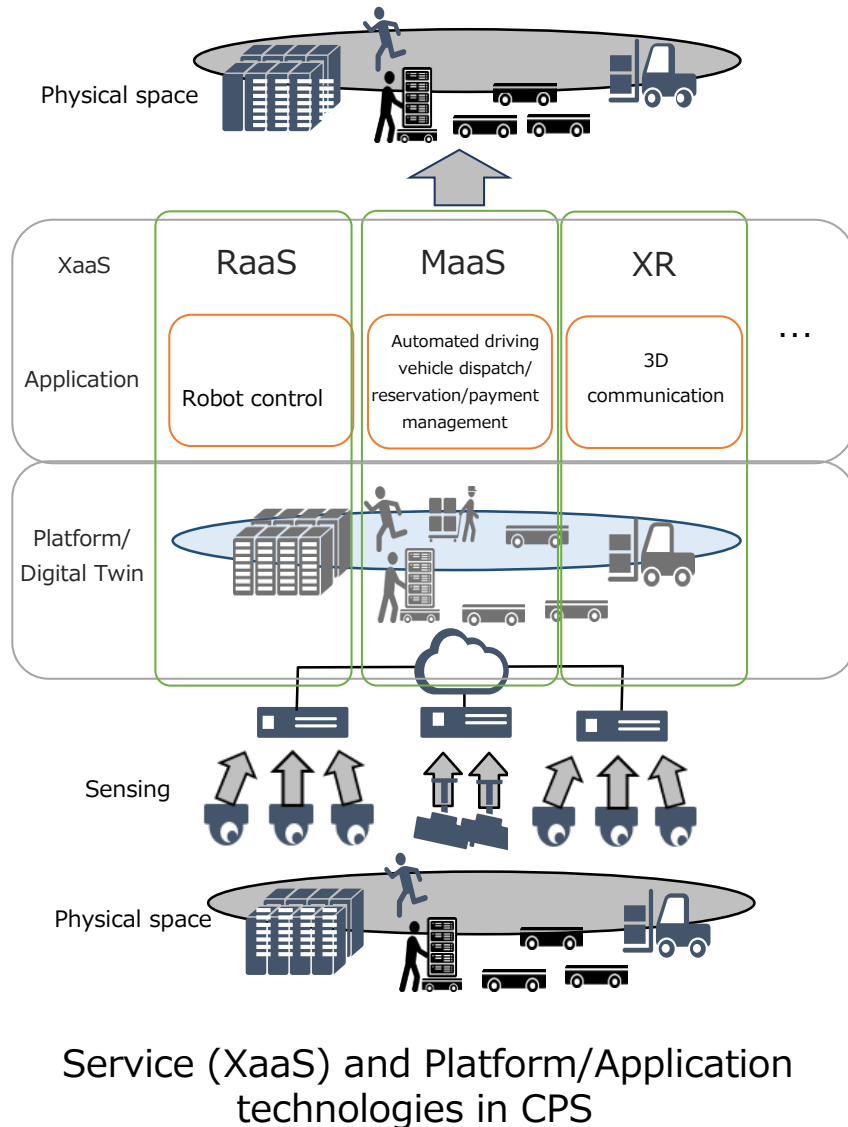 Physical space
XaaS
RaaS
MaaS
XR
...
Application
Robot control
Automated driving
vehicle dispatch/
reservation/payment
management
3D
communication
Platform/
Digital Twin
Sensing
Physical space
Service (XaaS) and Platform/Application
technologies in CPS